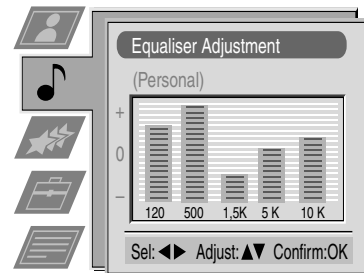 Equaliser Adjustment
(Personal)
+
0
–
120 500 1,5K 5 K 10 K
Sel: ◀▶ Adjust: ▲▼ Confirm:OK